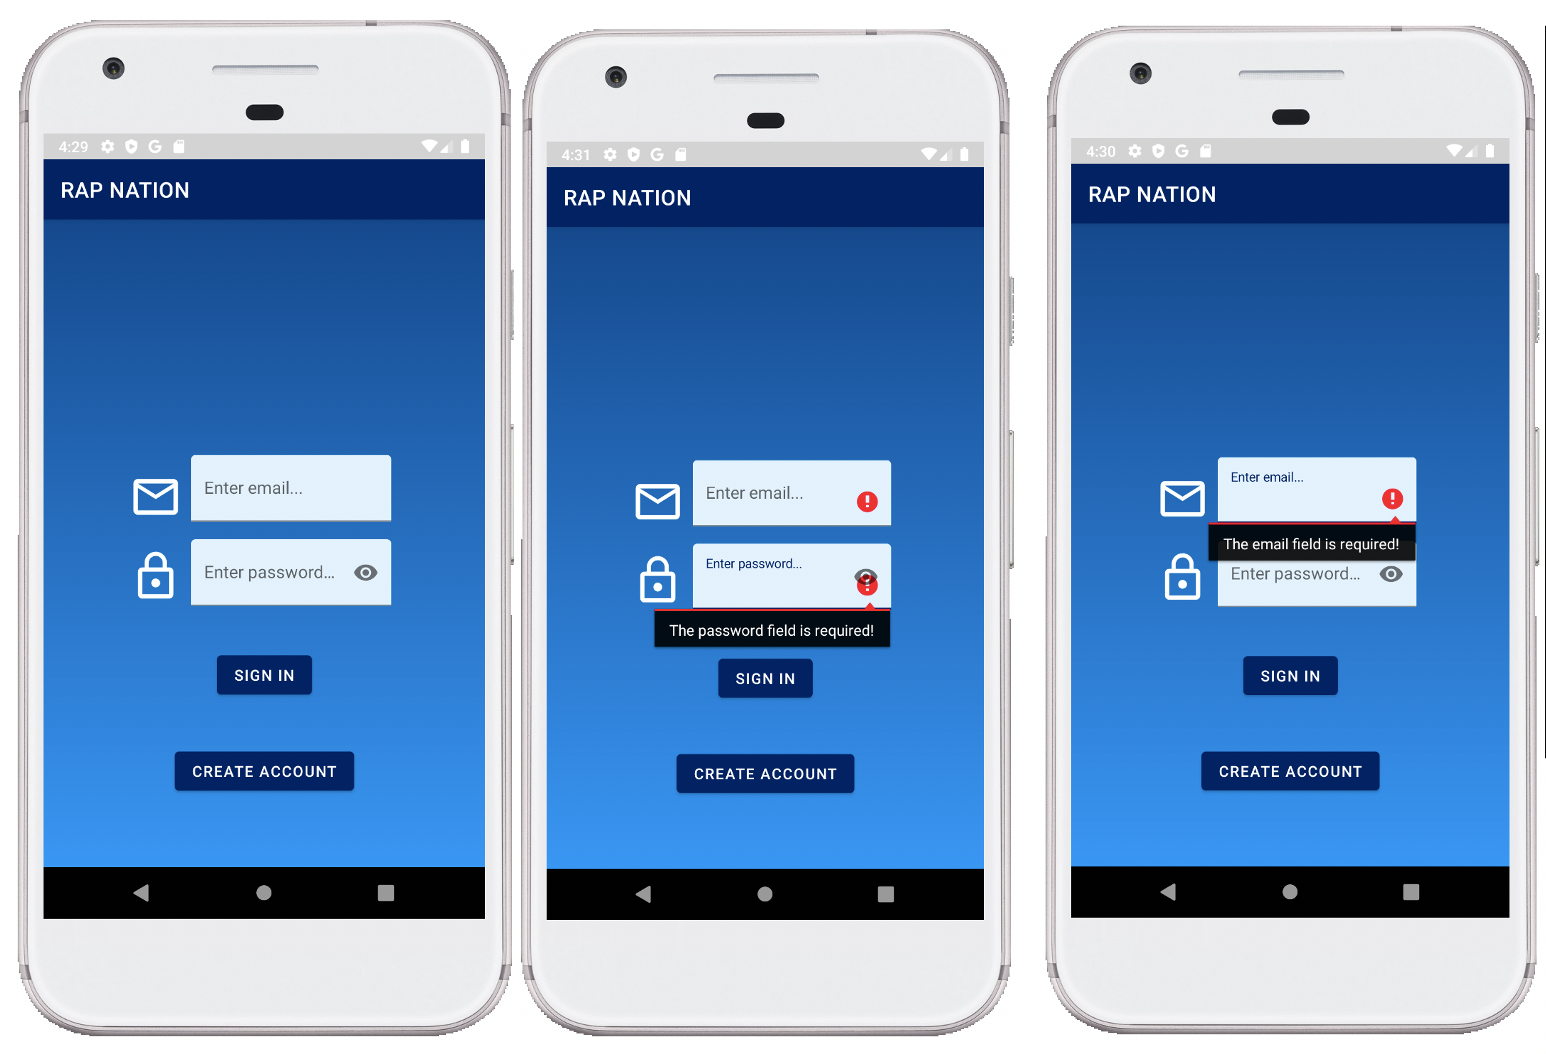 4:29
RAP NATION
Enter email...
Enter password...
SIGN IN
CREATE ACCOUNT
4:31
RAP NATION
Enter email...
Enter password...
The password field is required!
SIGN IN
CREATE ACCOUNT
4:30
RAP NATION
Enter email...
The email field is required!
Enter password...
SIGN IN
CREATE ACCOUNT